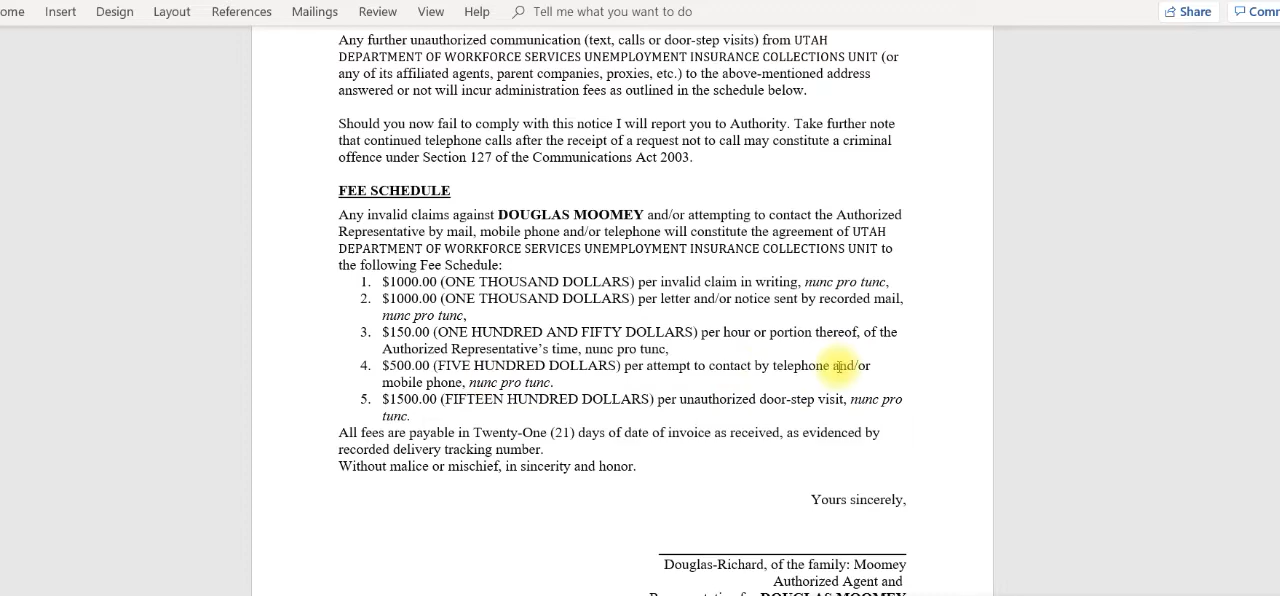 ome Insert Design Layout References Mailings Review View Help Tell me what you want to do Share Comm
Any further unauthorized communication (text, calls or door-step visits) from UTAH
DEPARTMENT OF WORKFORCE SERVICES UNEMPLOYMENT INSURANCE COLLECTIONS UNIT (or
any of its affiliated agents, parent companies, proxies, etc.) to the above-mentioned address
answered or not will incur administration fees as outlined in the schedule below.
Should you now fail to comply with this notice I will report you to Authority. Take further note
that continued telephone calls after the receipt of a request not to call may constitute a criminal
offence under Section 127 of the Communications Act 2003.
FEE SCHEDULE
Any invalid claims against DOUGLAS MOOMEY and/or attempting to contact the Authorized
Representative by mail, mobile phone and/or telephone will constitute the agreement of UTAH
DEPARTMENT OF WORKFORCE SERVICES UNEMPLOYMENT INSURANCE COLLECTIONS UNIT to
the following Fee Schedule:
1. $1000.00 (ONE THOUSAND DOLLARS) per invalid claim in writing, nunc pro tunc,
2. $1000.00 (ONE THOUSAND DOLLARS) per letter and/or notice sent by recorded mail,
nunc pro tunc,
3. $150.00 (ONE HUNDRED AND FIFTY DOLLARS) per hour or portion thereof, of the
Authorized Representative's time, nunc pro tunc,
4. $500.00 (FIVE HUNDRED DOLLARS) per attempt to contact by telephone and/or
mobile phone, nunc pro tunc.
5. $1500.00 (FIFTEEN HUNDRED DOLLARS) per unauthorized door-step visit, nunc pro
tunc.
All fees are payable in Twenty-One (21) days of date of invoice as received, as evidenced by
recorded delivery tracking number.
Without malice or mischief, in sincerity and honor.
Yours sincerely,
Douglas-Richard, of the family: Moomey
Authorized Agent and
Representative for DOUGLAS MOOMEY